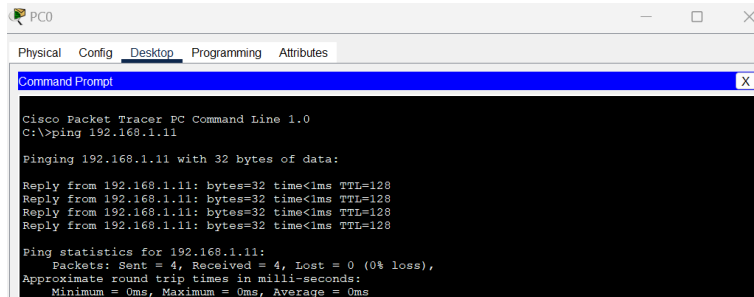 PC0
Physical Config Desktop Programming Attributes
Command Prompt
X
Cisco Packet Tracer PC Command Line 1.0
C:\>ping 192.168.1.11
Pinging 192.168.1.11 with 32 bytes of data:
Reply from 192.168.1.11: bytes=32 time<1ms TTL=128
Reply from 192.168.1.11: bytes=32 time<1ms TTL=128
Reply from 192.168.1.11: bytes=32 time<1ms TTL=128
Reply from 192.168.1.11: bytes=32 time<1ms TTL=128
Ping statistics for 192.168.1.11:
Packets: Sent = 4, Received = 4, Lost = 0 (0% loss),
Approximate round trip times in milli-seconds:
Minimum = 0ms, Maximum = 0ms, Average = 0ms